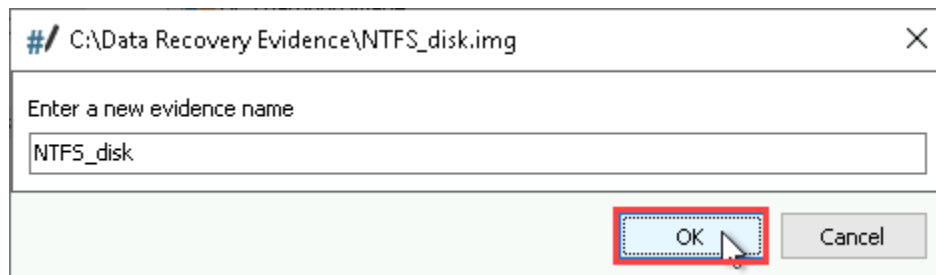 #/ C:\Data Recovery Evidence\NTFS_disk.img
Enter a new evidence name
NTFS_disk
OK
Cancel